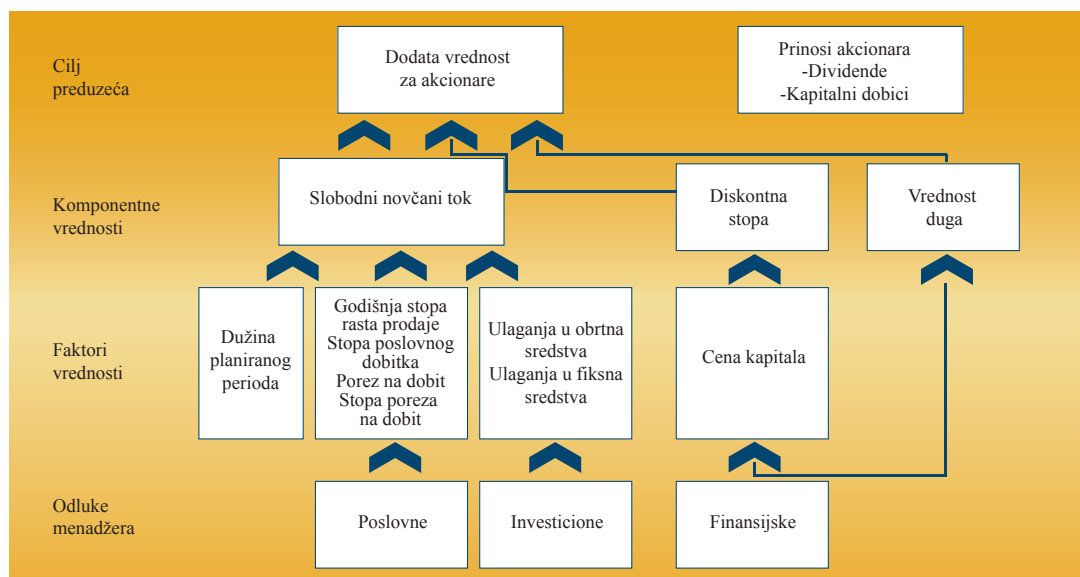 Cilj
preduzeća
Dodata vrednost
za akcionare
Prinosi akcionara
-Dividende
-Kapitalni dobici
Komponentne
vrednosti
Slobodni novčani tok
Diskontna
stopa
Vrednost
duga
Faktori
vrednosti
Dužina
planiranog
perioda
Godišnja stopa
rasta prodaje
Stopa poslovnog
dobitka
Porez na dobit
Stopa poreza
na dobit
Ulaganja u obrtna
sredstva
Ulaganja u fiksna
sredstva
Cena kapitala
Odluke
menadžera
Poslovne
Investicione
Finansijske